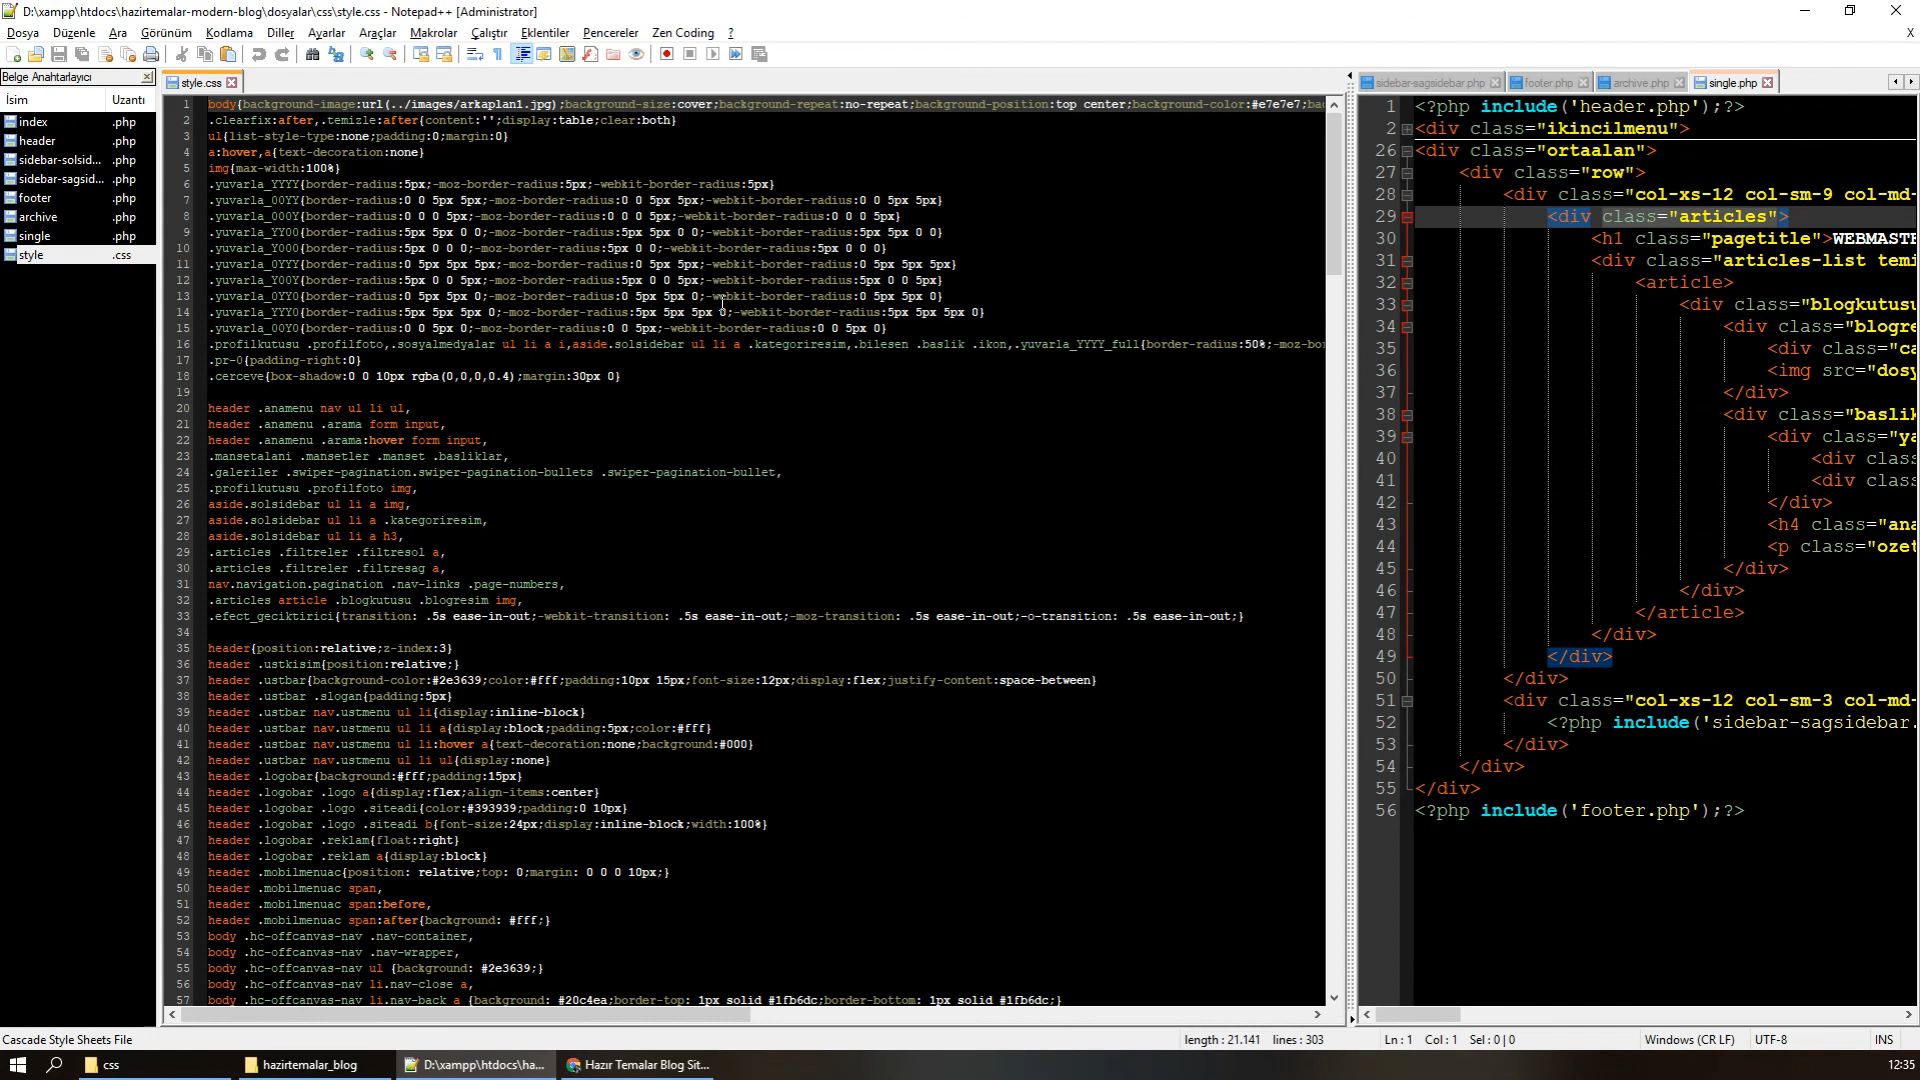 D:\xampp\htdocs\hazirtemalar-modern-blog\dosyalar\css\style.css - Notepad++ [Administrator]
Dosya Düzenle Ara Görünüm Kodlama Diller Ayarlar Araçlar Makrolar Çalıştır Eklentiler Pencereler Zen Coding ? X
Belge Anahtarlayıcı
İsim Uzantı
index .php
header .php
sidebar-solsid... .php
sidebar-sagsid... .php
footer .php
archive .php
single .php
style .css
style.css
1 body{background-image:url(../images/arkaplan1.jpg);background-size:cover;background-repeat:no-repeat;background-position:top center;background-color:#e7e7e7;bac
2 .clearfix:after,.temizle:after{content:'';display:table;clear:both}
3 ul{list-style-type:none;padding:0;margin:0}
4 a:hover,a{text-decoration:none}
5 img{max-width:100%}
6 .yuvarla_YYYY{border-radius:5px;-moz-border-radius:5px;-webkit-border-radius:5px}
7 .yuvarla_00YY{border-radius:0 0 5px 5px;-moz-border-radius:0 0 5px 5px;-webkit-border-radius:0 0 5px 5px}
8 .yuvarla_000Y{border-radius:0 0 0 5px;-moz-border-radius:0 0 0 5px;-webkit-border-radius:0 0 0 5px}
9 .yuvarla_YY00{border-radius:5px 5px 0 0;-moz-border-radius:5px 5px 0 0;-webkit-border-radius:5px 5px 0 0}
10 .yuvarla_Y000{border-radius:5px 0 0 0;-moz-border-radius:5px 0 0 0;-webkit-border-radius:5px 0 0 0}
11 .yuvarla_0YYY{border-radius:0 5px 5px 5px;-moz-border-radius:0 5px 5px 5px;-webkit-border-radius:0 5px 5px 5px}
12 .yuvarla_Y00Y{border-radius:5px 0 0 5px;-moz-border-radius:5px 0 0 5px;-webkit-border-radius:5px 0 0 5px}
13 .yuvarla_0YY0{border-radius:0 5px 5px 0;-moz-border-radius:0 5px 5px 0;-webkit-border-radius:0 5px 5px 0}
14 .yuvarla_YYY0{border-radius:5px 5px 5px 0;-moz-border-radius:5px 5px 5px 0;-webkit-border-radius:5px 5px 5px 0}
15 .yuvarla_00Y0{border-radius:0 0 5px 0;-moz-border-radius:0 0 5px;-webkit-border-radius:0 0 5px 0}
16 .profilkutusu .profilfoto,.sosyalmedyalar ul li a i,aside.solsidebar ul li a .kategoriresim,.bilesen .baslik .ikon,.yuvarla_YYYY_full{border-radius:50%;-moz-bor
17 .pr-0{padding-right:0}
18 .cerceve{box-shadow:0 0 10px rgba(0,0,0,0.4);margin:30px 0}
19
20 header .anamenu nav ul li ul,
21 header .anamenu .arama form input,
22 header .anamenu .arama:hover form input,
23 .mansetalani .mansetler .manset .basliklar,
24 .galeriler .swiper-pagination.swiper-pagination-bullets .swiper-pagination-bullet,
25 .profilkutusu .profilfoto img,
26 aside.solsidebar ul li a img,
27 aside.solsidebar ul li a .kategoriresim,
28 aside.solsidebar ul li a h3,
29 .articles .filtreler .filtresol a,
30 .articles .filtreler .filtresag a,
31 nav.navigation.pagination .nav-links .page-numbers,
32 .articles article .blogkutusu .blogresim img,
33 .efect_geciktirici{transition: .5s ease-in-out;-webkit-transition: .5s ease-in-out;-moz-transition: .5s ease-in-out;-o-transition: .5s ease-in-out;}
34
35 header{position:relative;z-index:3}
36 header .ustkisim{position:relative;}
37 header .ustbar{background-color:#2e3639;color:#fff;padding:10px 15px;font-size:12px;display:flex;justify-content:space-between}
38 header .ustbar .slogan{padding:5px}
39 header .ustbar nav.ustmenu ul li{display:inline-block}
40 header .ustbar nav.ustmenu ul li a{display:block;padding:5px;color:#fff}
41 header .ustbar nav.ustmenu ul li:hover a{text-decoration:none;background:#000}
42 header .ustbar nav.ustmenu ul li ul{display:none}
43 header .logobar{background:#fff;padding:15px}
44 header .logobar .logo a{display:flex;align-items:center}
45 header .logobar .logo .siteadi{color:#393939;padding:0 10px}
46 header .logobar .logo .siteadi b{font-size:24px;display:inline-block;width:100%}
47 header .logobar .reklam{float:right}
48 header .logobar .reklam a{display:block}
49 header .mobilmenuac{position: relative;top: 0;margin: 0 0 0 10px;}
50 header .mobilmenuac span,
51 header .mobilmenuac span:before,
52 header .mobilmenuac span:after{background: #fff;}
53 body .hc-offcanvas-nav .nav-container,
54 body .hc-offcanvas-nav .nav-wrapper,
55 body .hc-offcanvas-nav ul {background: #2e3639;}
56 body .hc-offcanvas-nav li.nav-close a,
57 body .hc-offcanvas-nav li.nav-back a {background: #20c4ea;border-top: 1px solid #1fb6dc;border-bottom: 1px solid #1fb6dc;}
sidebar-sagsidebar.php footer.php archive.php single.php
1 <?php include('header.php');?>
2 <div class="ikincilmenu">
26 <div class="ortaalan">
27 <div class="row">
28 <div class="col-xs-12 col-sm-9 col-md-
29 <div class="articles">
30 <h1 class="pagetitle">WEBMASTE
31 <div class="articles-list temi
32 <article>
33 <div class="blogkutusu
34 <div class="blogre
35 <div class="ca
36 <img src="dosy
37 </div>
38 <div class="baslik
39 <div class="ya
40 <div clas
41 <div clas
42 </div>
43 <h4 class="ana
44 <p class="ozet
45 </div>
46 </div>
47 </article>
48 </div>
49 </div>
50 </div>
51 <div class="col-xs-12 col-sm-3 col-md-
52 <?php include('sidebar-sagsidebar.
53 </div>
54 </div>
55 </div>
56 <?php include('footer.php');?>
Cascade Style Sheets File length : 21.141 lines : 303 Ln : 1 Col : 1 Sel : 0 | 0 Windows (CR LF) UTF-8 INS
css hazirtemalar_blog D:\xampp\htdocs\ha... Hazır Temalar Blog Sit... 12:35